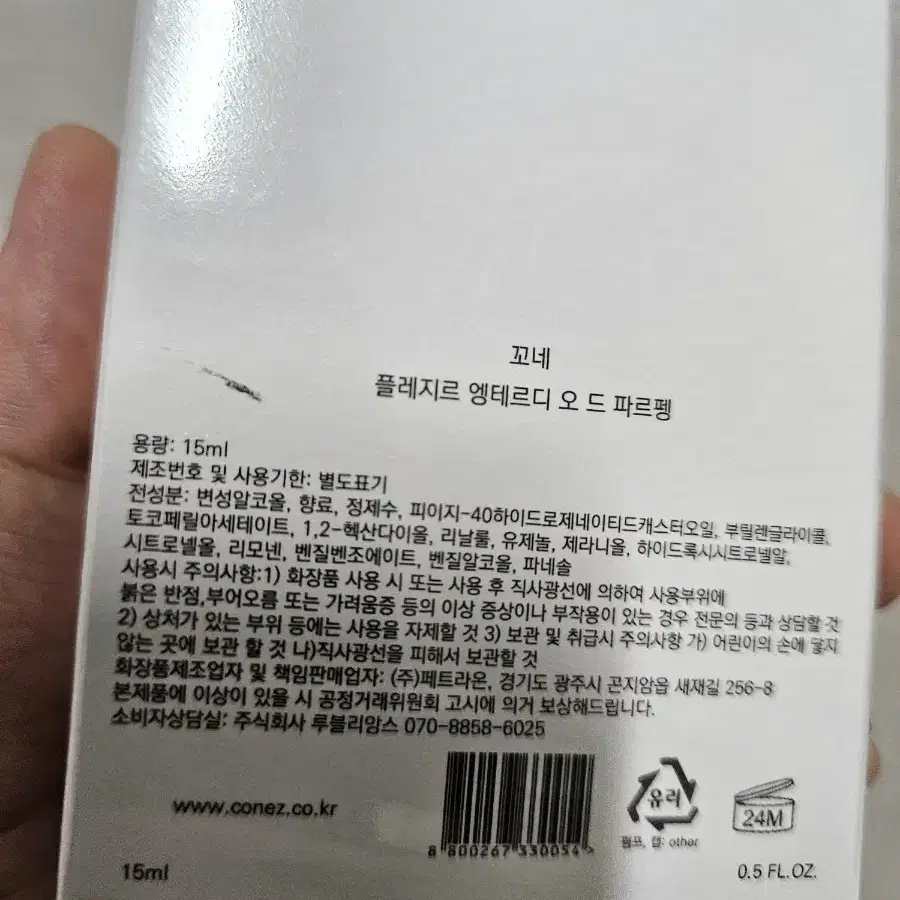 꼬네
플레지르 엥테르디 오 드 파르펭
용량: 15ml
제조번호 및 사용기한: 별도표기
전성분: 변성알코올, 향료, 정제수, 피이지-40하이드로제네이티드캐스터오일, 부틸렌글라이콜,
토코페릴아세테이트, 1,2-헥산다이올, 리날룰, 유제놀, 제라니올, 하이드록시시트로넬알,
시트로넬올, 리모넨, 벤질벤조에이트, 벤질알코올, 파네솔
사용시 주의사항:1) 화장품 사용 시 또는 사용 후 직사광선에 의하여 사용부위에
붉은 반점,부어오름 또는 가려움증 등의 이상 증상이나 부작용이 있는 경우 전문의 등과 상담할 것
2) 상처가 있는 부위 등에는 사용을 자제할 것 3) 보관 및 취급시 주의사항 가) 어린이의 손에 닿지
않는 곳에 보관 할 것 나)직사광선을 피해서 보관할 것
화장품제조업자 및 책임판매업자: (주)페트라온, 경기도 광주시 곤지암읍 새재길 256-8
본제품에 이상이 있을 시 공정거래위원회 고시에 의거 보상해드립니다.
소비자상담실: 주식회사 루블리앙스 070-8858-6025
www.conez.co.kr
8 800267 330054 >
유리
펌프, 캡: other
24M
15ml
0.5 FL.OZ.